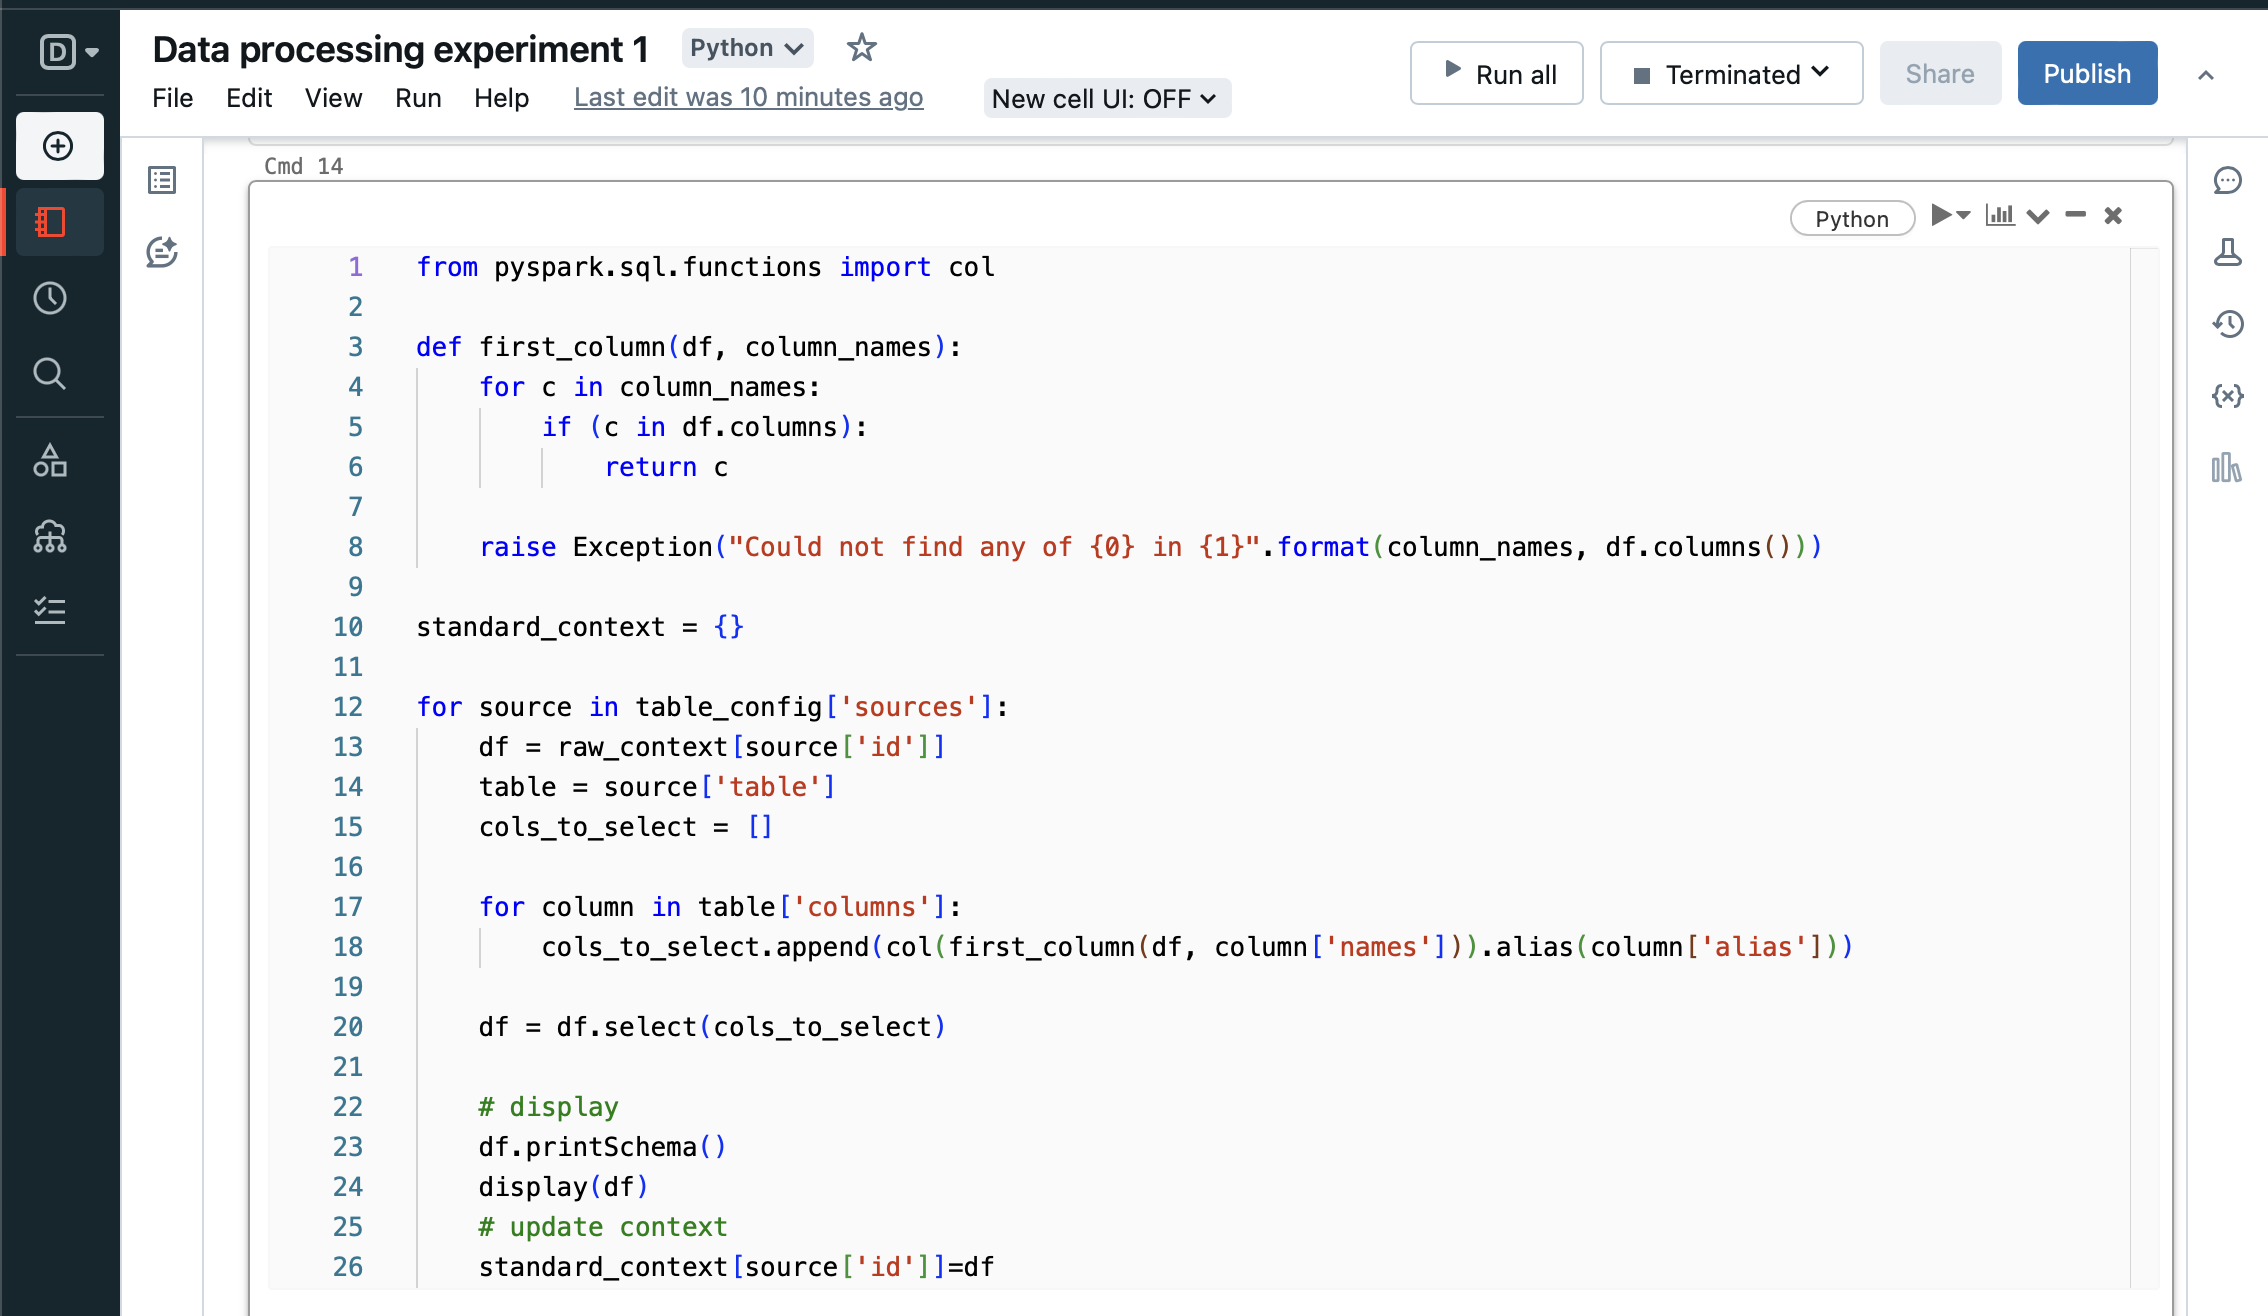 D
Data processing experiment 1 Python
Run all Terminated Share Publish
File Edit View Run Help Last edit was 10 minutes ago New cell UI: OFF
Cmd 14
Python
1 from pyspark.sql.functions import col
2
3 def first_column(df, column_names):
4     for c in column_names:
5         if (c in df.columns):
6             return c
7
8     raise Exception("Could not find any of {0} in {1}".format(column_names, df.columns()))
9
10 standard_context = {}
11
12 for source in table_config['sources']:
13     df = raw_context[source['id']]
14     table = source['table']
15     cols_to_select = []
16
17     for column in table['columns']:
18         cols_to_select.append(col(first_column(df, column['names'])).alias(column['alias']))
19
20     df = df.select(cols_to_select)
21
22     # display
23     df.printSchema()
24     display(df)
25     # update context
26     standard_context[source['id']]=df